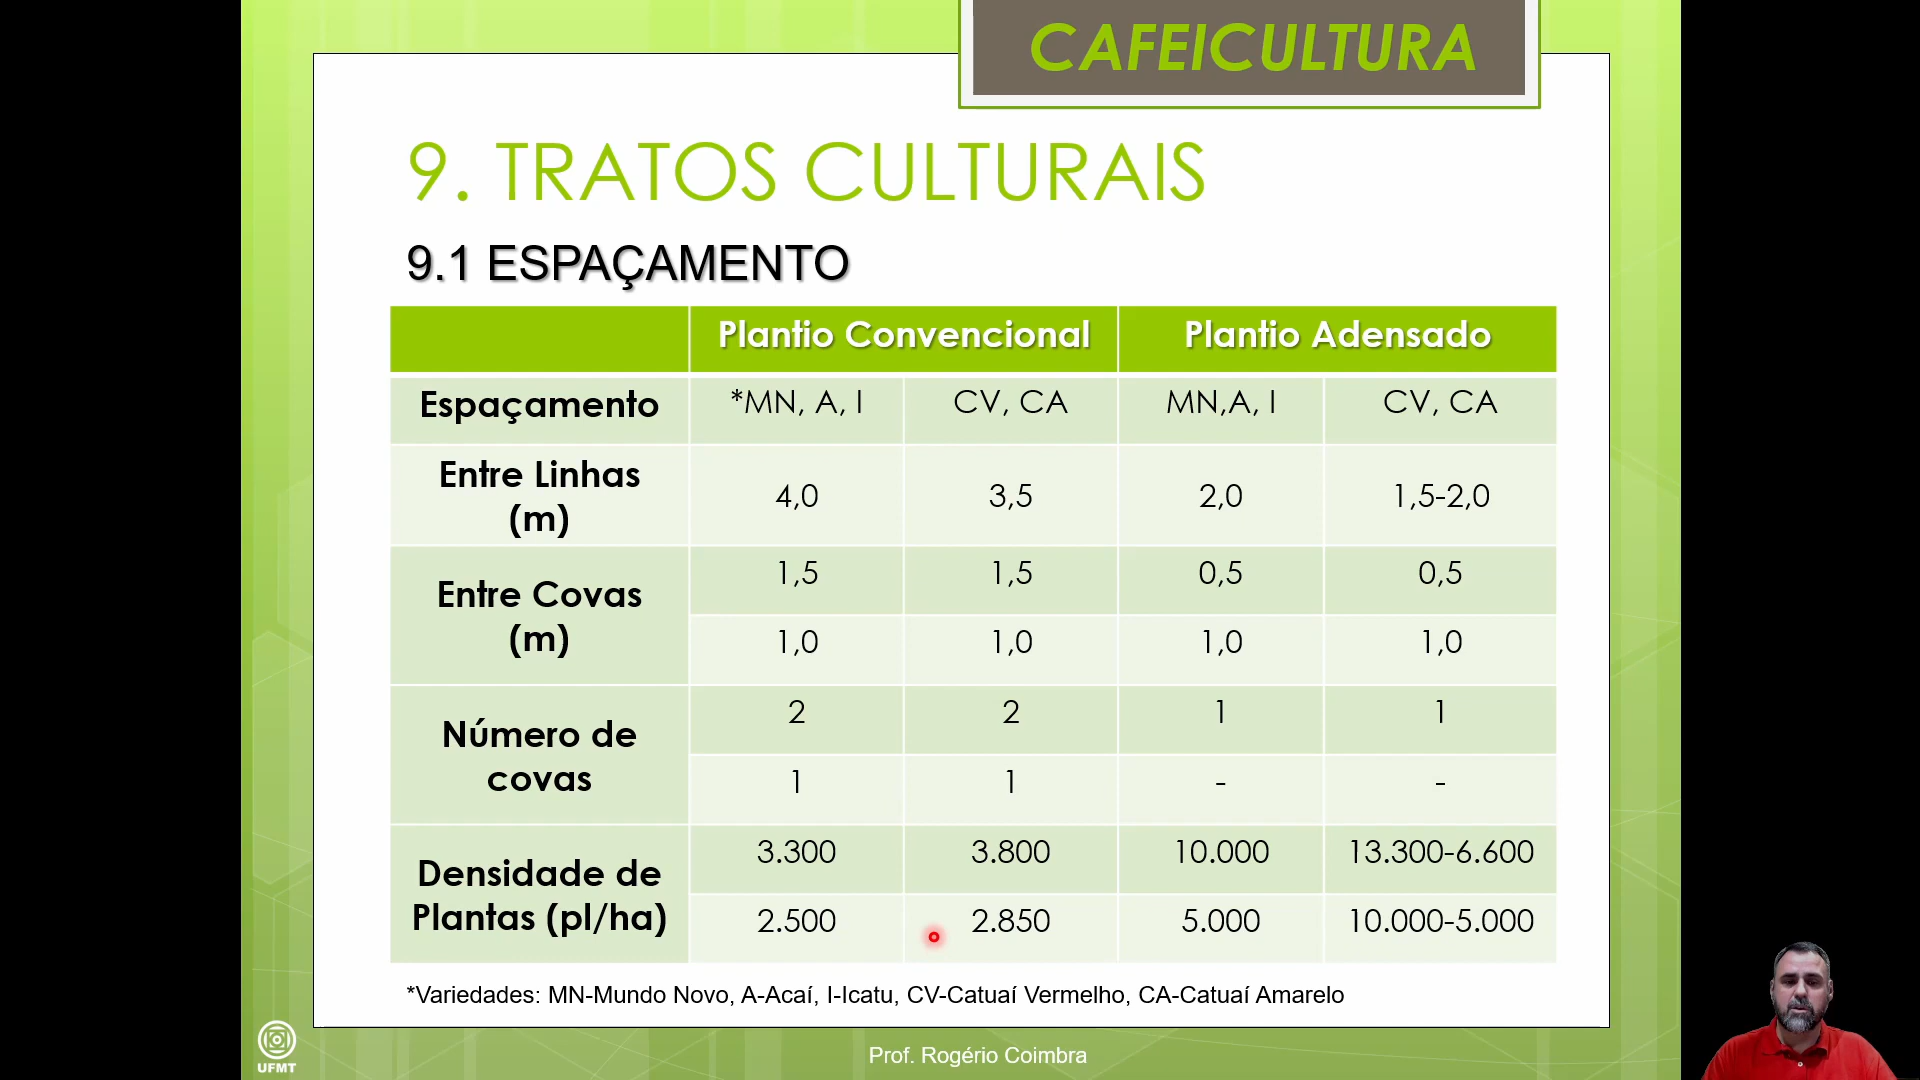 CAFEICULTURA
9. TRATOS CULTURAIS
9.1 ESPAÇAMENTO
Plantio Convencional Plantio Adensado
Espaçamento *MN, A, I CV, CA MN,A, I CV, CA
Entre Linhas
(m) 4,0 3,5 2,0 1,5-2,0
Entre Covas
(m) 1,5 1,5 0,5 0,5
1,0 1,0 1,0 1,0
Número de
covas 2 2 1 1
1 1 - -
Densidade de
Plantas (pl/ha) 3.300 3.800 10.000 13.300-6.600
2.500 2.850 5.000 10.000-5.000
*Variedades: MN-Mundo Novo, A-Acaí, I-Icatu, CV-Catuaí Vermelho, CA-Catuaí Amarelo
Prof. Rogério Coimbra
UFMT